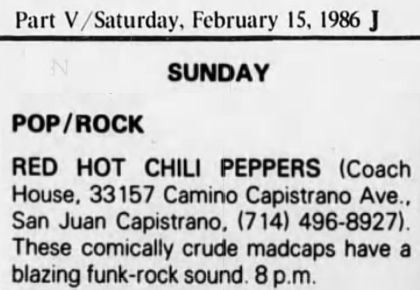 Part V/Saturday, February 15, 1986 J
SUNDAY
POP/ROCK
RED HOT CHILI PEPPERS (Coach
House, 33157 Camino Capistrano Ave.,
San Juan Capistrano, (714) 496-8927).
These comically crude madcaps have a
blazing funk-rock sound. 8 p.m.